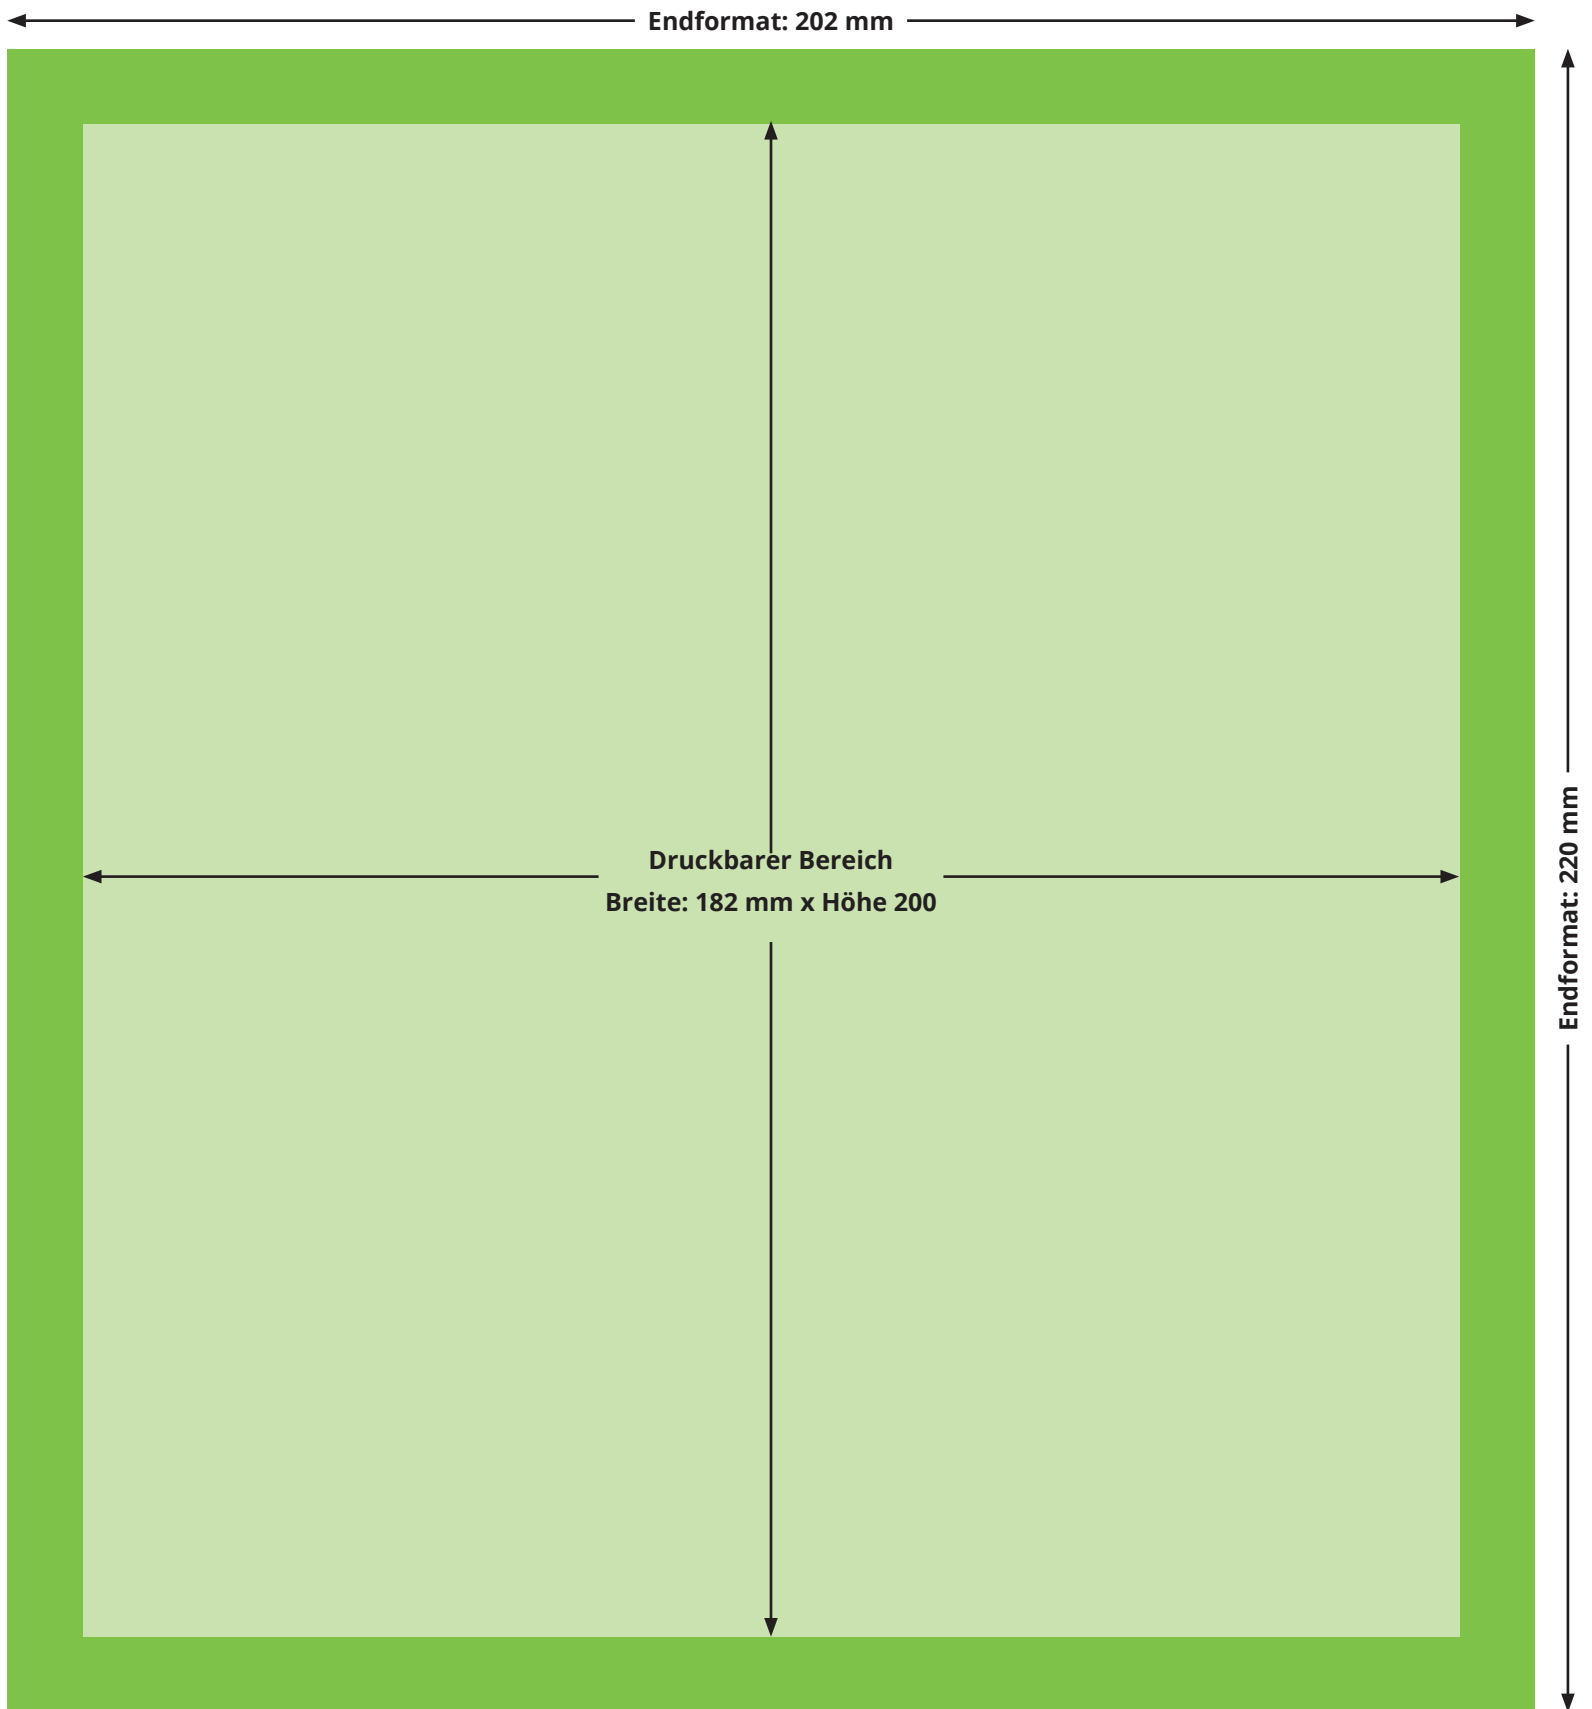 Endformat: 202 mm
Druckbarer Bereich
Breite: 182 mm x Höhe 200
Endformat: 220 mm